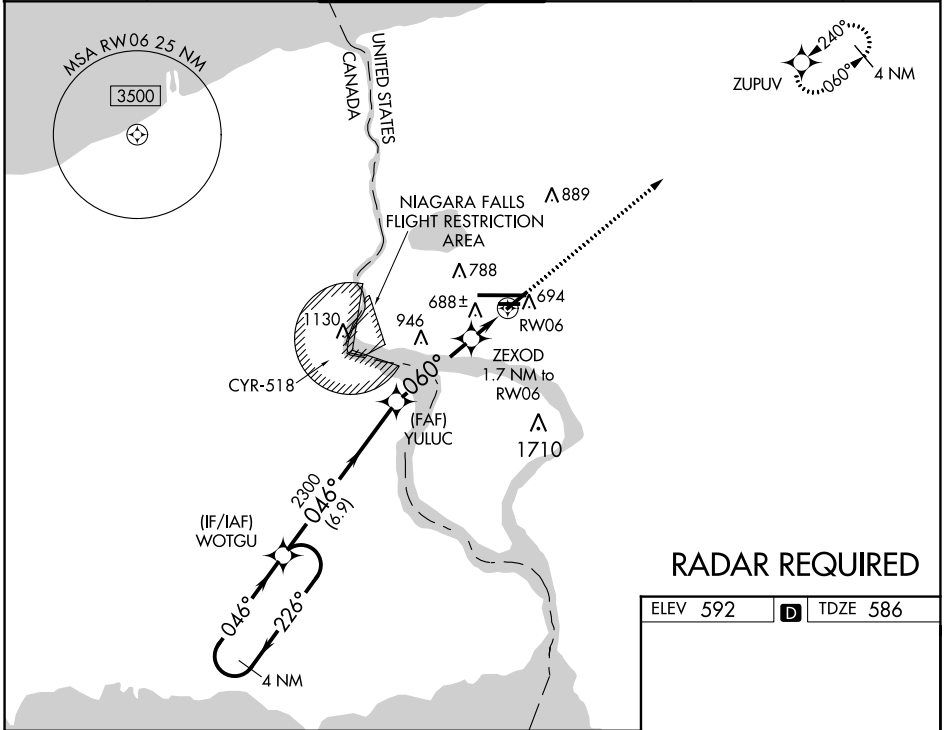 MSA RW06 25 NM
3500
UNITED STATES
CANADA
240°
060°
4 NM
ZUPUV
889
NIAGARA FALLS
FLIGHT RESTRICTION
AREA
788
688±
694
RW06
1130
946
ZEXOD
1.7 NM to
RW06
CYR-518
060°
(FAF)
YULUC
1710
2300
046°
(6.9)
(IF/IAF)
WOTGU
046°
226°
4 NM
RADAR REQUIRED
ELEV 592 D TDZE 586